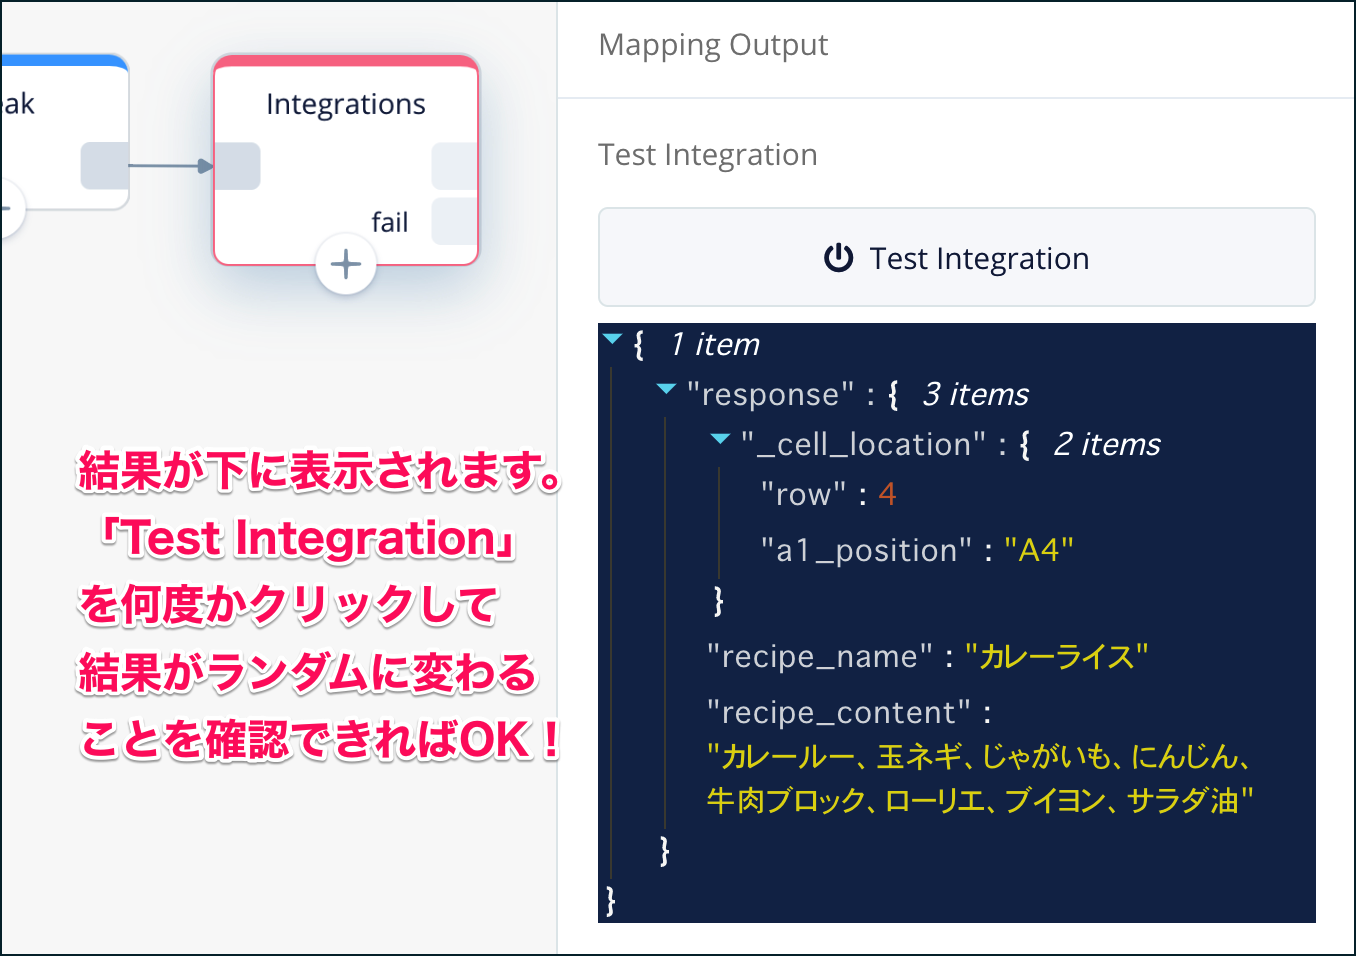 eak
Integrations
fail
結果が下に表示されます。
「Test Integration」
を何度かクリックして
結果がランダムに変わる
ことを確認できればOK！
Mapping Output
Test Integration
Test Integration
{ 1 item
"response" : { 3 items
"_cell_location" : { 2 items
"row" : 4
"a1_position" : "A4"
}
"recipe_name" : "カレーライス"
"recipe_content" :
"カレールー、玉ネギ、じゃがいも、にんじん、
牛肉ブロック、ローリエ、ブイヨン、サラダ油"
}
}